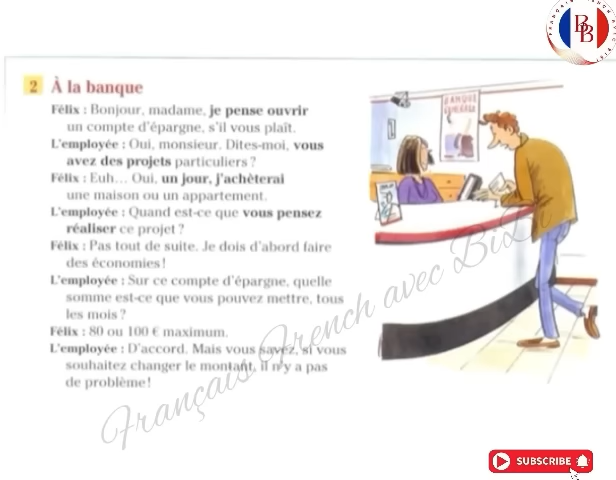 2 À la banque
Félix : Bonjour, madame, je pense ouvrir
un compte d'épargne, s'il vous plaît.
L'employée : Oui, monsieur. Dites-moi, vous
avez des projets particuliers ?
Félix : Euh... Oui, un jour, j'achèterai
une maison ou un appartement.
L'employée : Quand est-ce que vous pensez
réaliser ce projet ?
Félix : Pas tout de suite. Je dois d'abord faire
des économies !
L'employée : Sur ce compte d'épargne, quelle
somme est-ce que vous pouvez mettre, tous
les mois ?
Félix : 80 ou 100 € maximum.
L'employée : D'accord. Mais vous savez, si vous
souhaitez changer le montant, il n'y a pas
de problème !
BANQUE
Français French avec BiBi
BB
SUBSCRIBE